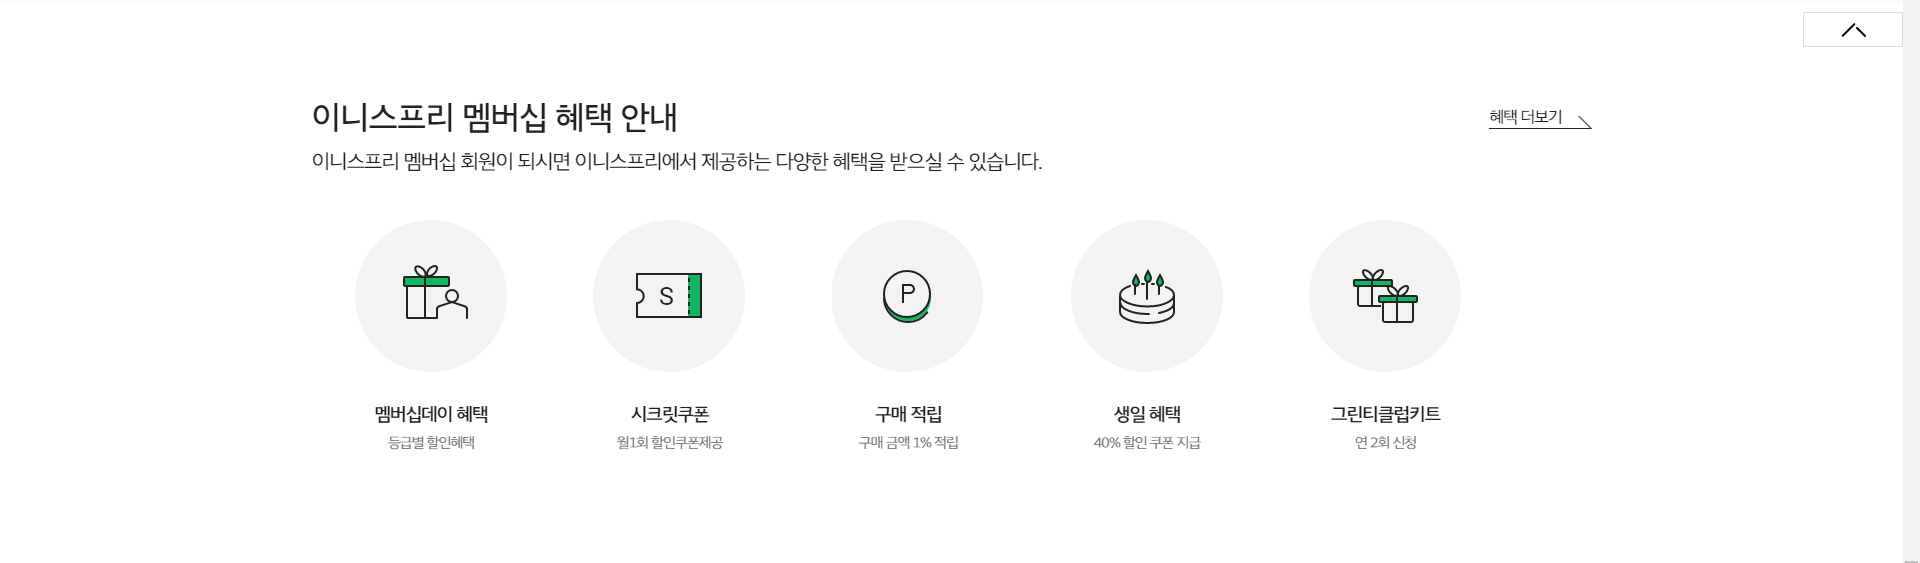 이니스프리 멤버십 혜택 안내
혜택 더보기
이니스프리 멤버십 회원이 되시면 이니스프리에서 제공하는 다양한 혜택을 받으실 수 있습니다.
S
P
멤버십데이 혜택
시크릿쿠폰
구매 적립
생일 혜택
그린티클럽키트
등급별 할인혜택
월1회 할인쿠폰제공
구매 금액 1% 적립
40% 할인 쿠폰 지급
연 2회 신청